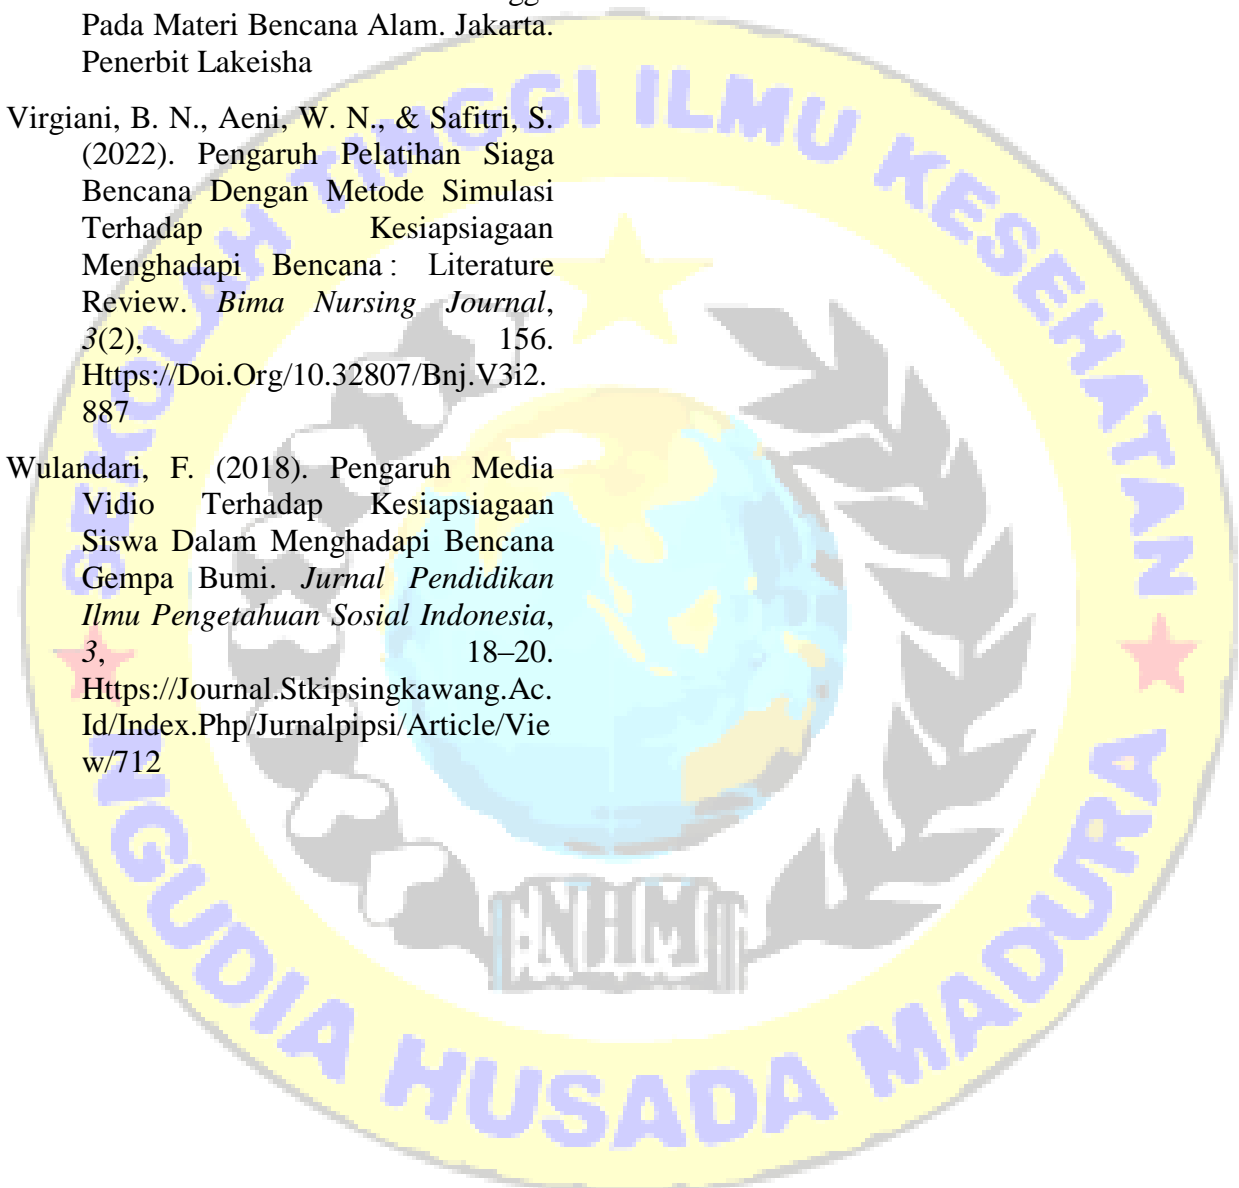 Pada Materi Bencana Alam. Jakarta.
Penerbit Lakeisha
Virgiani, B. N., Aeni, W. N., & Safitri, S.
(2022). Pengaruh Pelatihan Siaga
Bencana Dengan Metode Simulasi
Terhadap Kesiapsiagaan
Menghadapi Bencana : Literature
Review. Bima Nursing Journal,
3(2), 156.
Https://Doi.Org/10.32807/Bnj.V3i2.
887
Wulandari, F. (2018). Pengaruh Media
Vidio Terhadap Kesiapsiagaan
Siswa Dalam Menghadapi Bencana
Gempa Bumi. Jurnal Pendidikan
Ilmu Pengetahuan Sosial Indonesia,
3, 18–20.
Https://Journal.Stkipsingkawang.Ac.
Id/Index.Php/Jurnalpipsi/Article/Vie
w/712
SEKOLAH TINGGI ILMU KESEHATAN
NGUDIA HUSADA MADURA
NHM